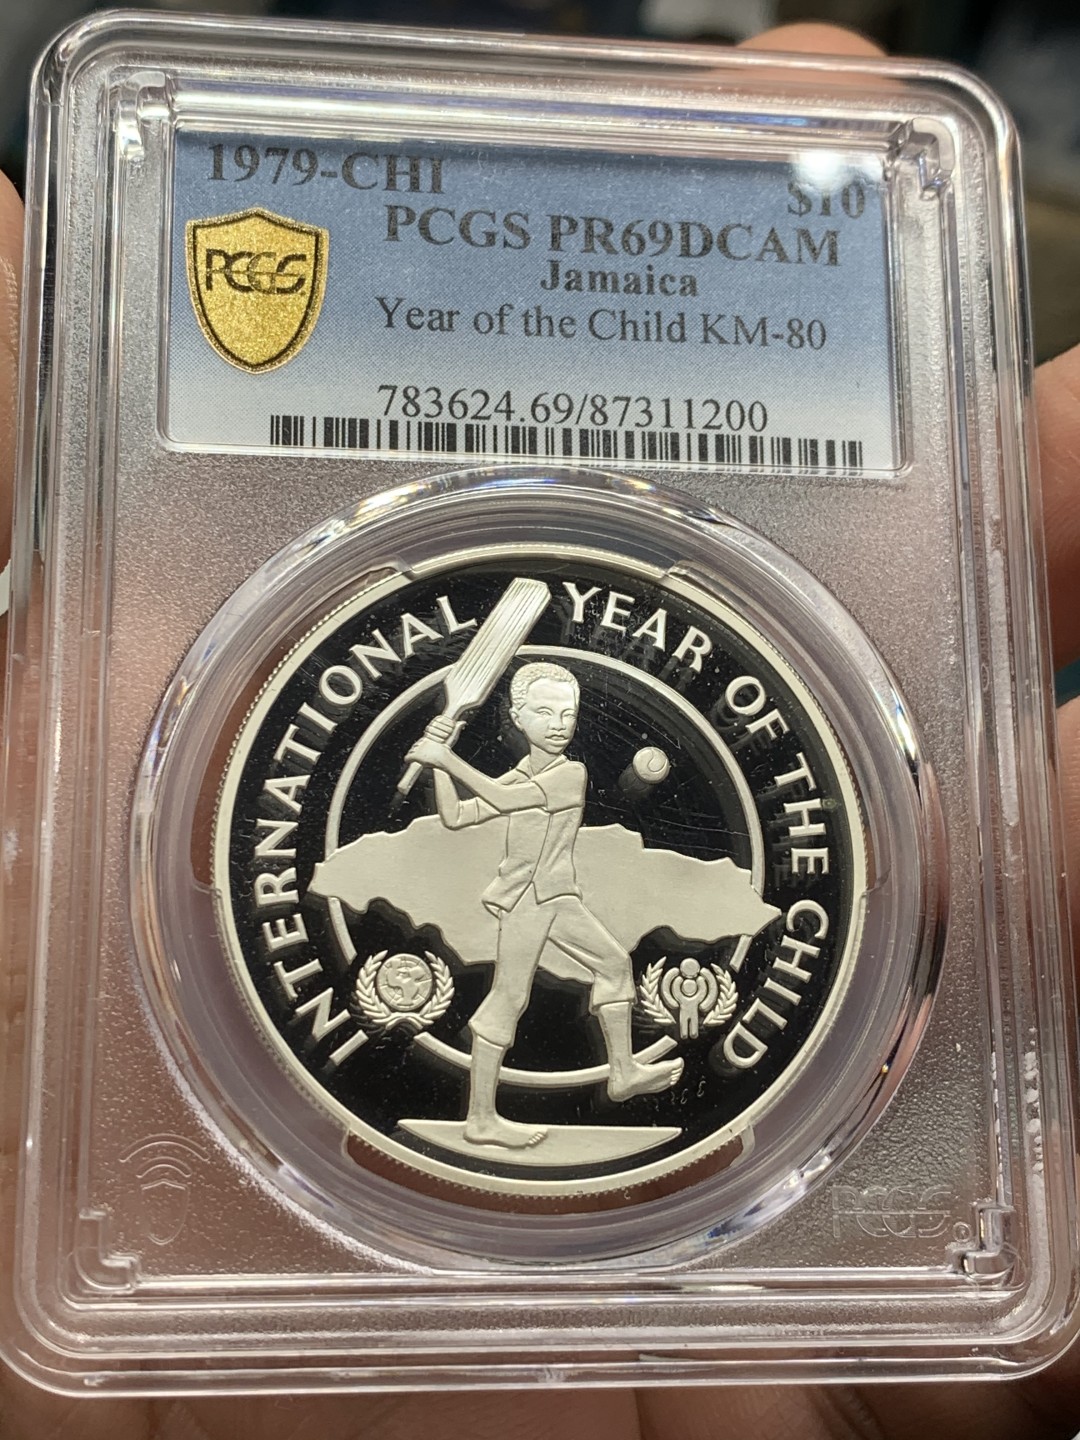 1979-CHI
$10
PCGS PR69DCAM
Jamaica
Year of the Child KM-80
783624.69/87311200
PCGS
INTERNATIONAL YEAR OF THE CHILD
PCGS